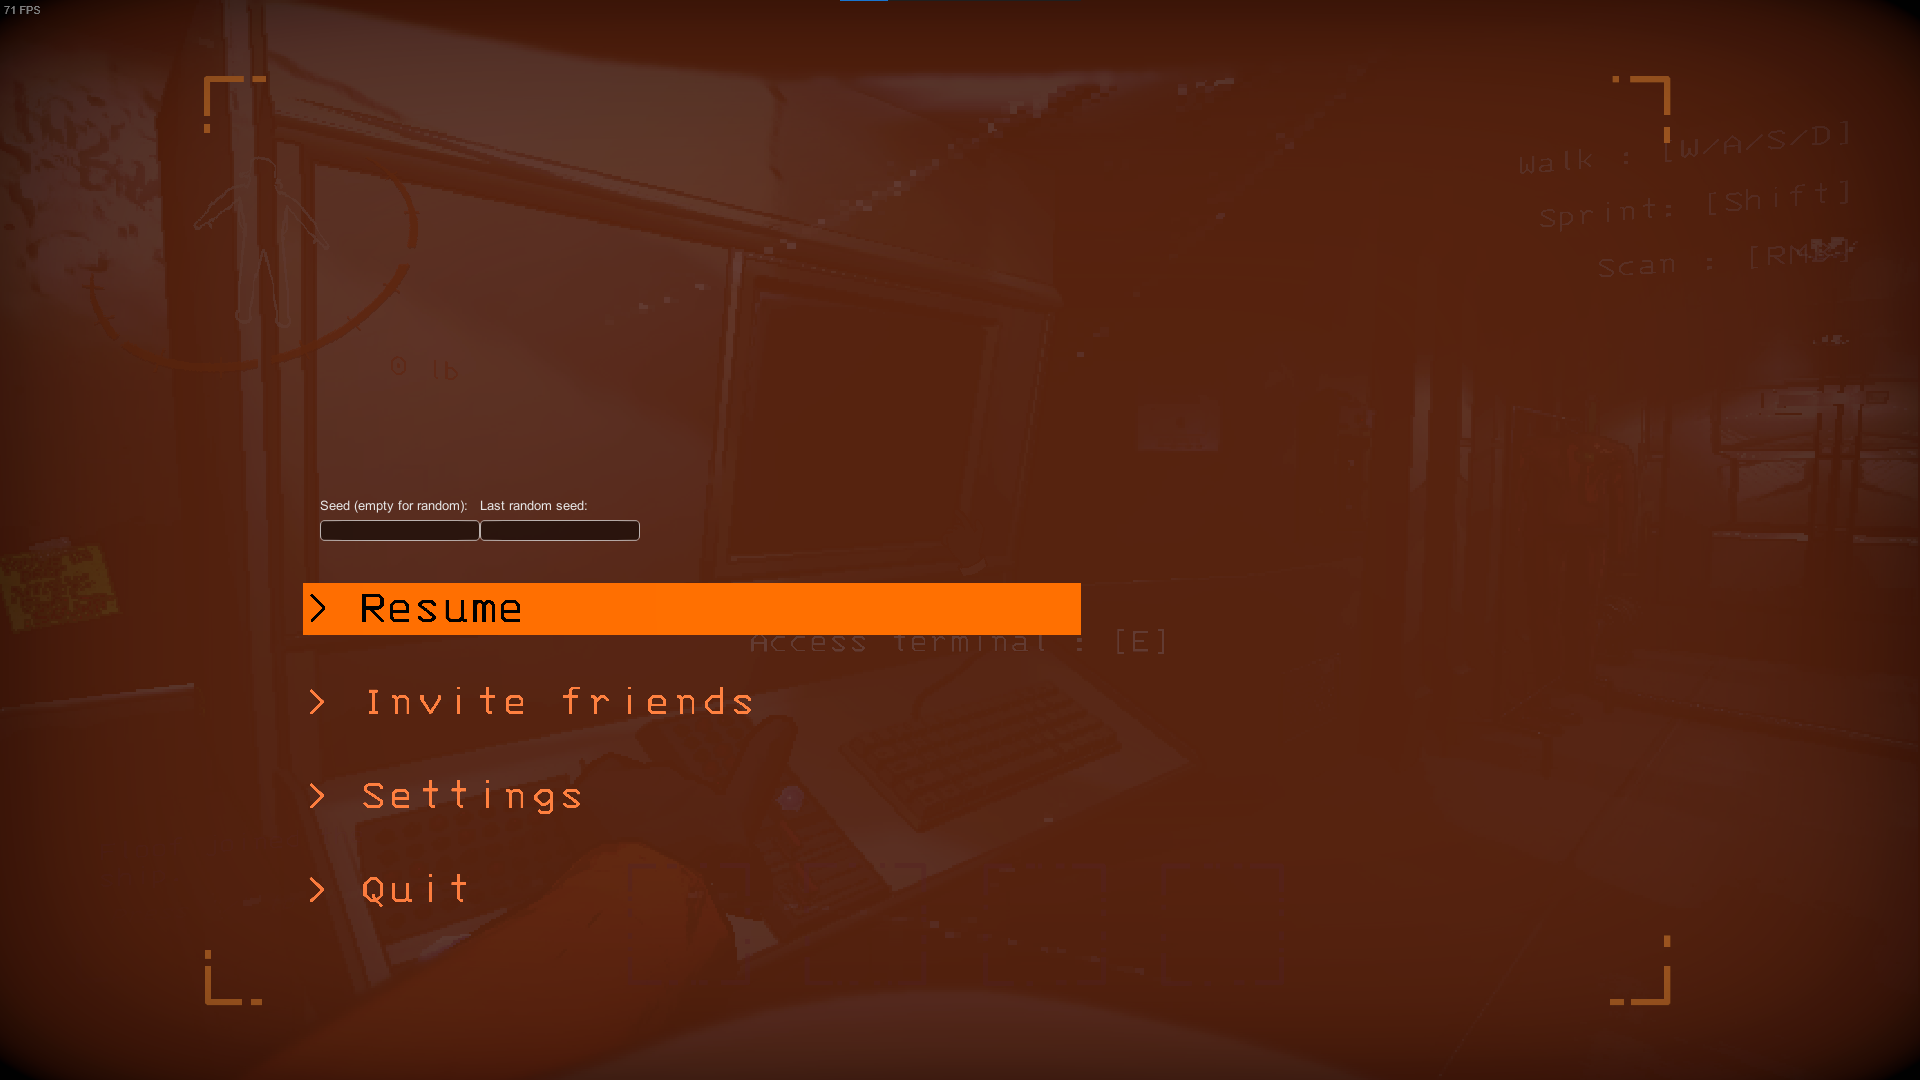 71 FPS
Walk : [W/A/S/D]
Sprint: [Shift]
Scan : [RMB]
0 lb
Seed (empty for random): Last random seed:
> Resume
Access terminal : [E]
> Invite friends
> Settings
> Quit